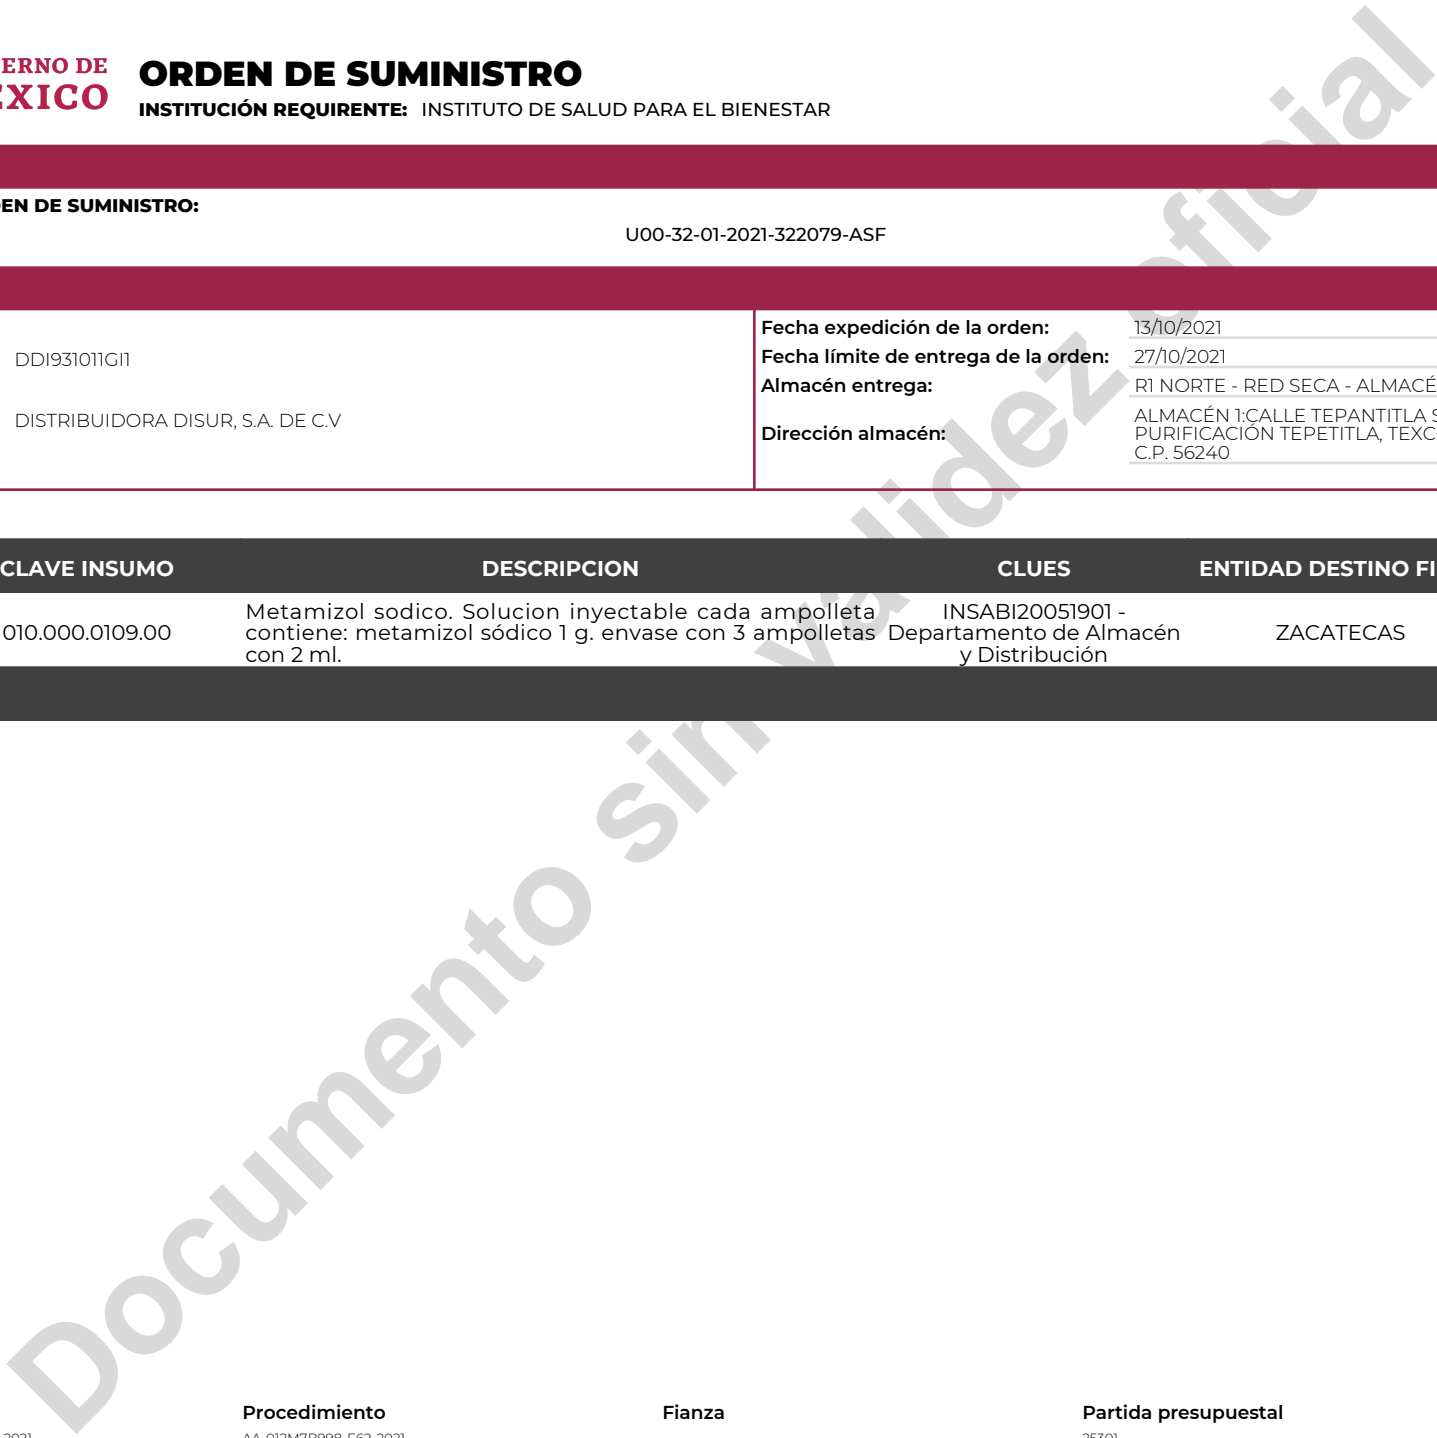 ERNO DE
ÉXICO
ORDEN DE SUMINISTRO
INSTITUCIÓN REQUIRENTE: INSTITUTO DE SALUD PARA EL BIENESTAR
EN DE SUMINISTRO:
U00-32-01-2021-322079-ASF
DDI931011GI1
DISTRIBUIDORA DISUR, S.A. DE C.V
Fecha expedición de la orden: 13/10/2021
Fecha límite de entrega de la orden: 27/10/2021
Almacén entrega: R1 NORTE - RED SECA - ALMACÉ
Dirección almacén:
ALMACÉN 1:CALLE TEPANTITLA S
PURIFICACIÓN TEPETITLA, TEXC
C.P. 56240
CLAVE INSUMO DESCRIPCION CLUES ENTIDAD DESTINO FI
010.000.0109.00
Metamizol sodico. Solucion inyectable cada ampolleta
contiene: metamizol sódico 1 g. envase con 3 ampolletas
con 2 ml.
INSABI20051901 -
Departamento de Almacén
y Distribución
ZACATECAS
Documento sin validez oficial
Procedimiento Fianza Partida presupuestal